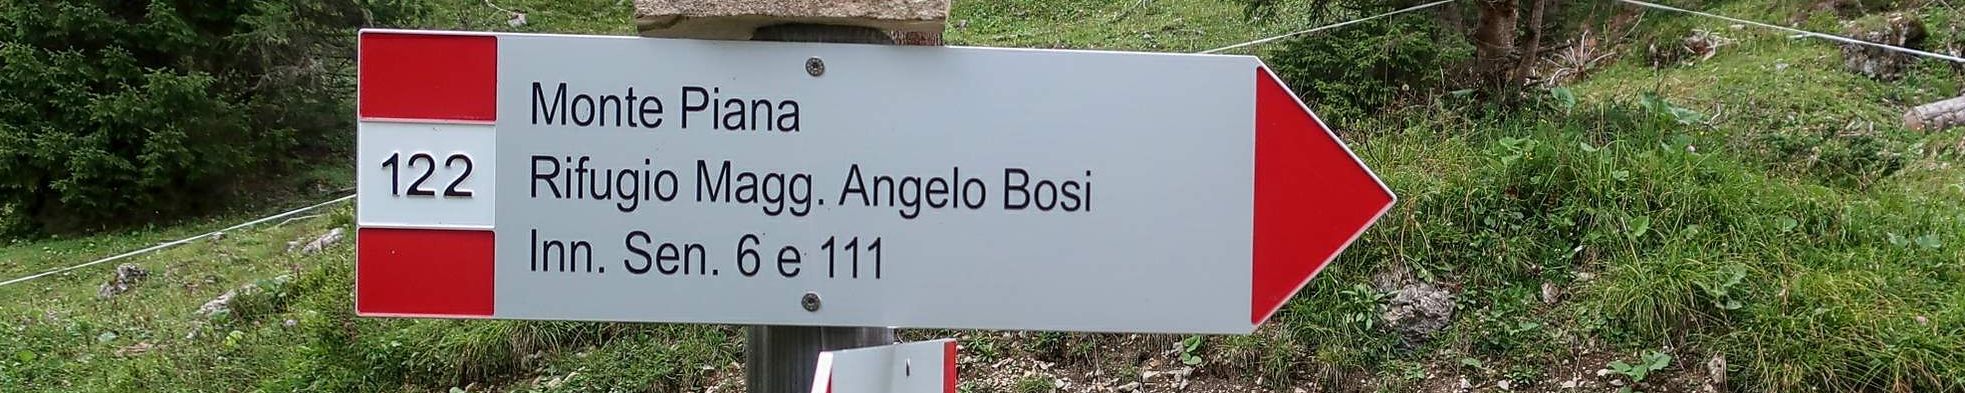 122
Monte Piana
Rifugio Magg. Angelo Bosi
Inn. Sen. 6 e 111